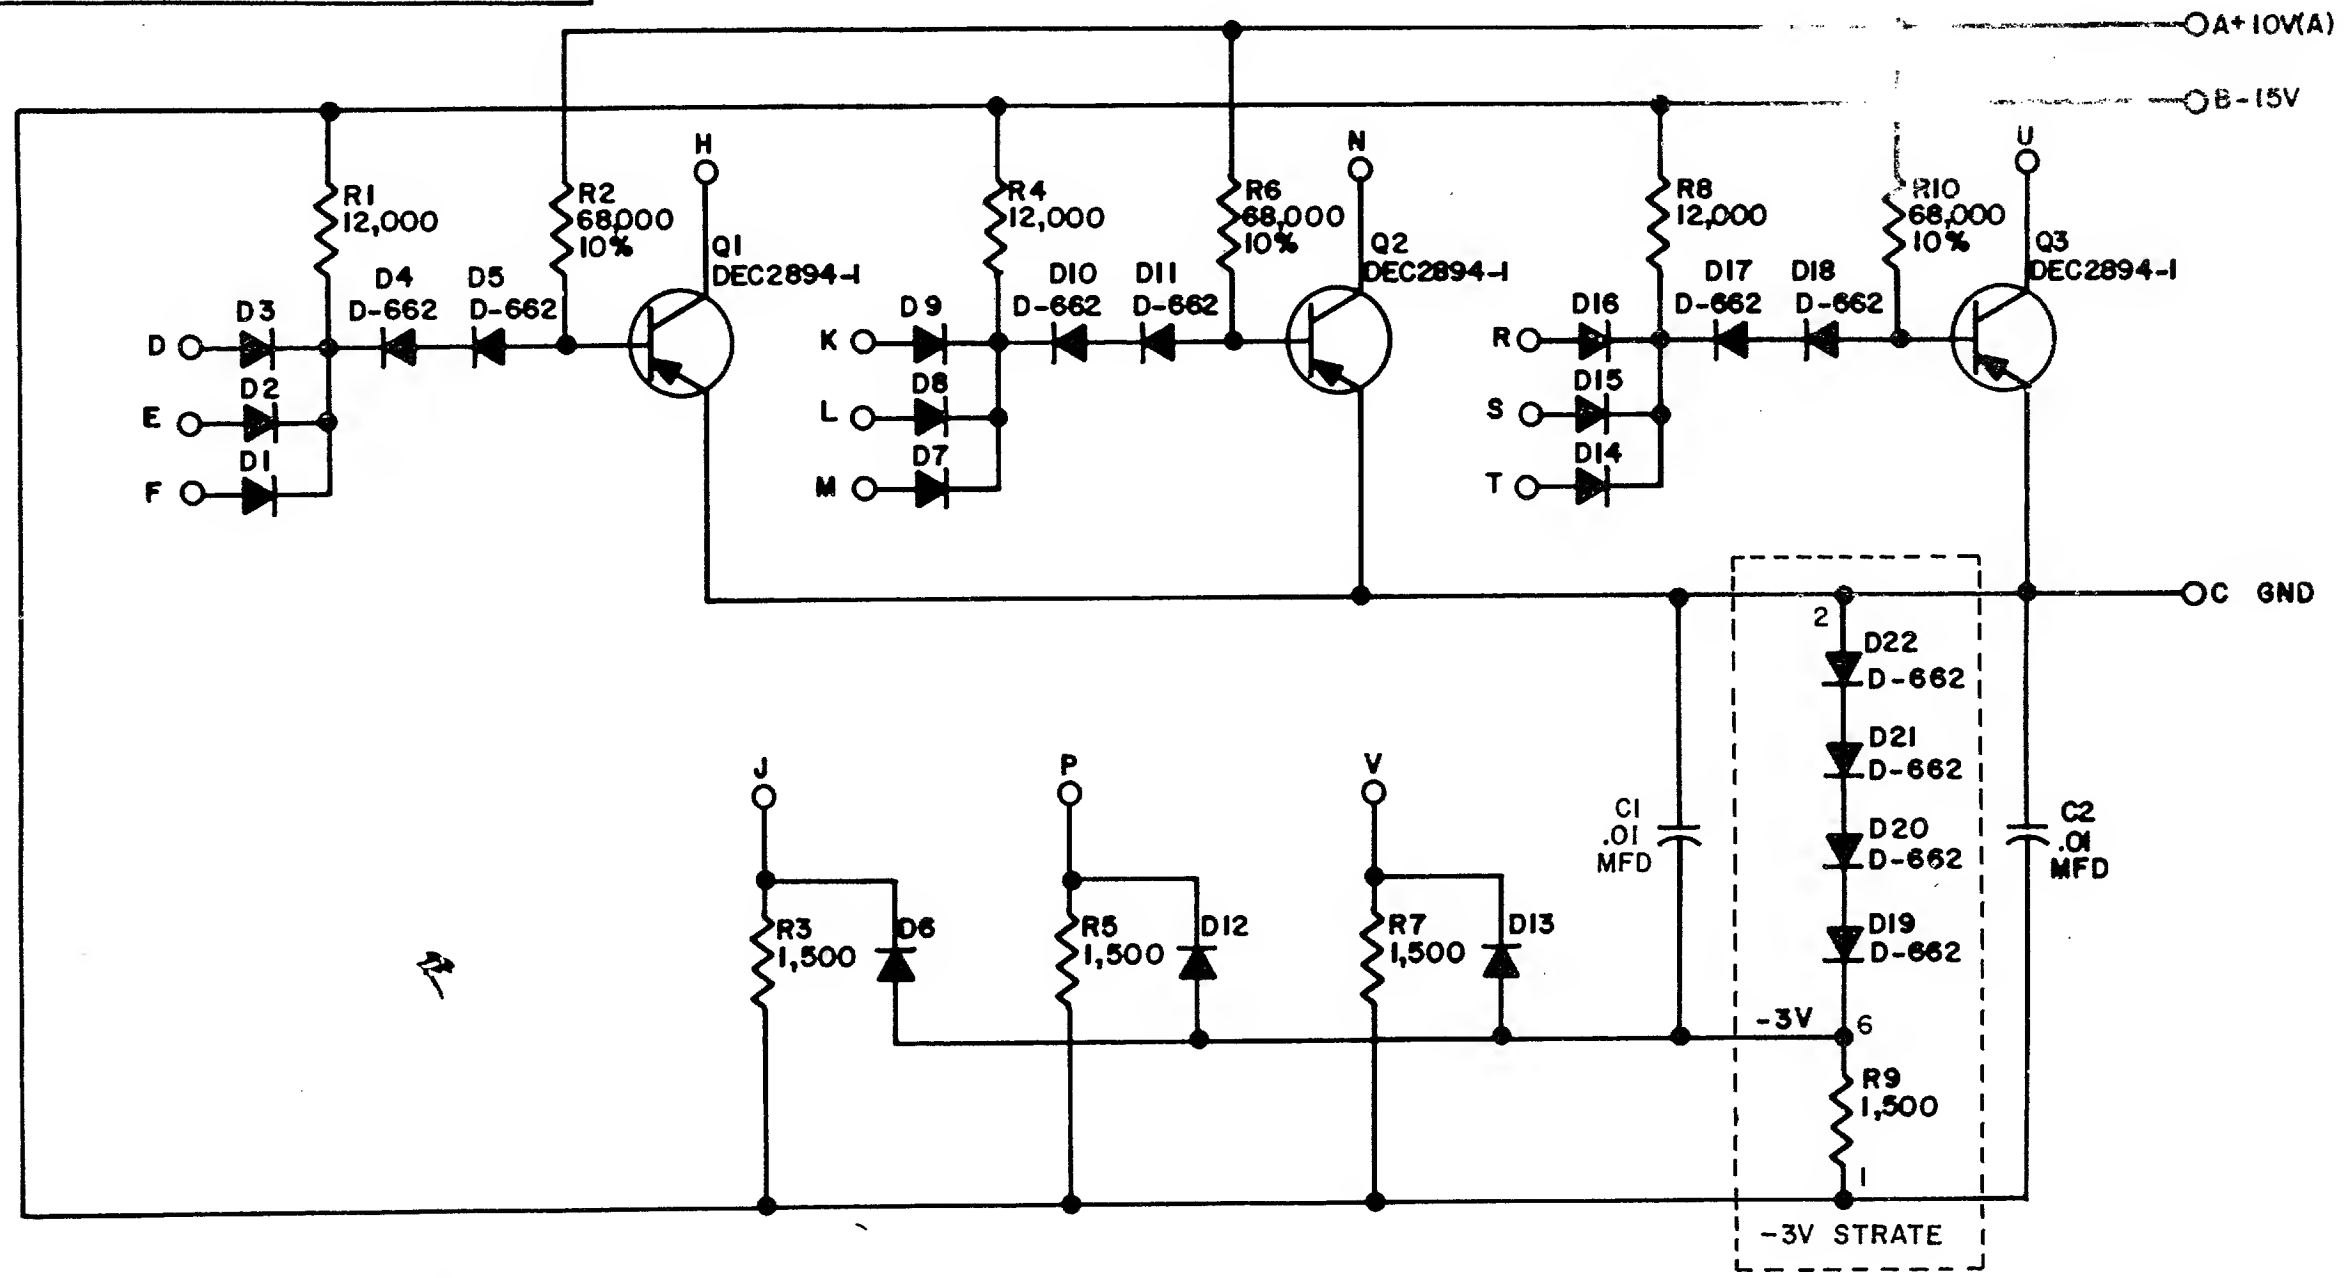 A+10V(A)
B-15V
H
N
U
R1
12,000
R2
68,000
10%
Q1
DEC2894-1
R4
12,000
R6
68,000
10%
Q2
DEC2894-1
R8
12,000
R10
68,000
10%
Q3
DEC2894-1
D4
D-662
D5
D-662
D10
D-662
D11
D-662
D17
D-662
D18
D-662
D
D3
E
D2
F
D1
K
D9
L
D8
M
D7
R
D16
S
D15
T
D14
C GND
2
D22
D-662
D21
D-662
D20
D-662
D19
D-662
J
P
V
C1
.01
MFD
C2
.01
MFD
R3
1,500
D6
R5
1,500
D12
R7
1,500
D13
-3V
6
R9
1,500
1
-3V STRATE